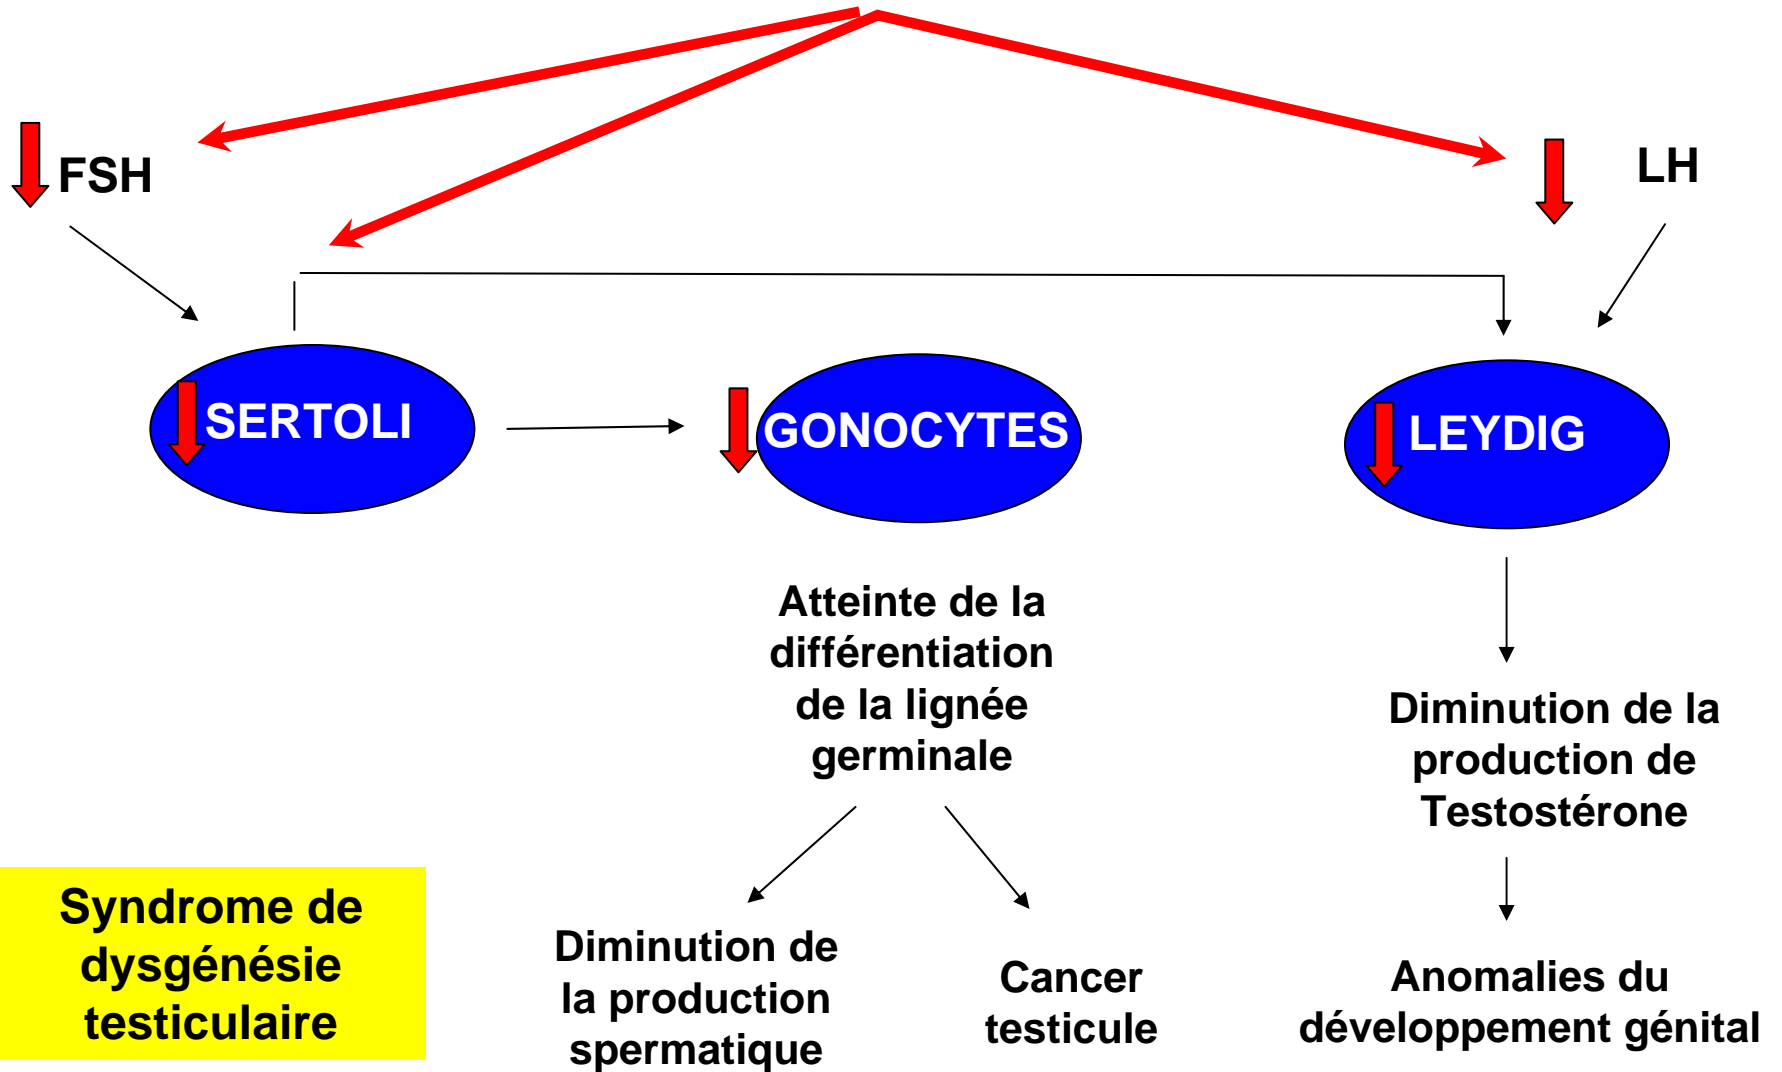 FSH
LH
SERTOLI
GONOCYTES
LEYDIG
Atteinte de la
différentiation
de la lignée
germinale
Diminution de la
production de
Testostérone
Syndrome de
dysgénésie
testiculaire
Diminution de
la production
spermatique
Cancer
testicule
Anomalies du
développement génital